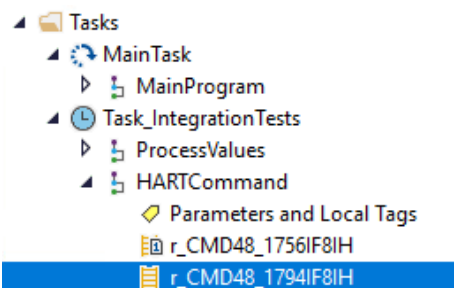 Tasks
MainTask
MainProgram
Task_IntegrationTests
ProcessValues
HARTCommand
Parameters and Local Tags
r_CMD48_1756IF8IH
r_CMD48_1794IF8IH